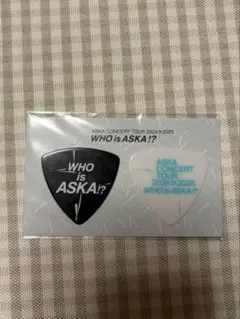 ASKA CONCERT TOUR 2024▸2025
WHO is ASKA!?
WHO
is
ASKA!?
ASKA
CONCERT
TOUR
2024▸2025
WHO is ASKA!?